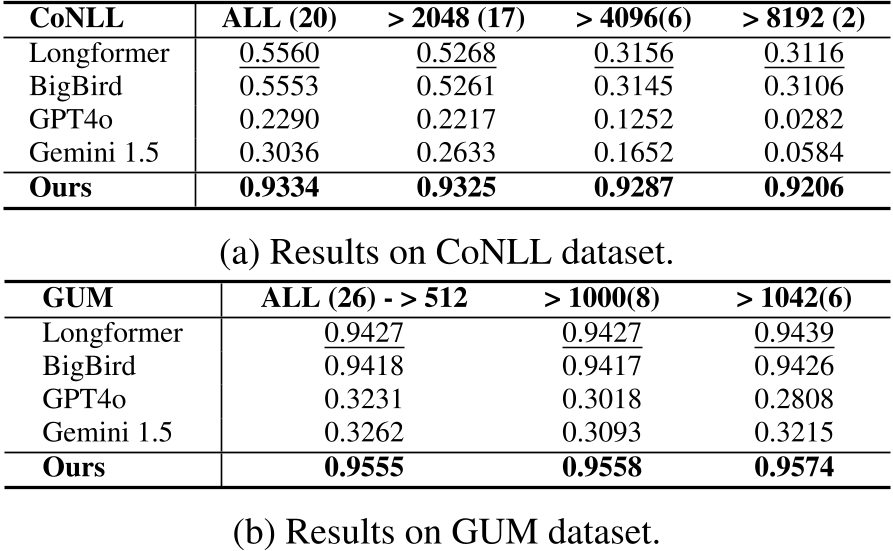 CoNLL ALL (20) > 2048 (17) > 4096(6) > 8192 (2)
Longformer 0.5560 0.5268 0.3156 0.3116
BigBird 0.5553 0.5261 0.3145 0.3106
GPT4o 0.2290 0.2217 0.1252 0.0282
Gemini 1.5 0.3036 0.2633 0.1652 0.0584
Ours 0.9334 0.9325 0.9287 0.9206
(a) Results on CoNLL dataset.
GUM ALL (26) - > 512 > 1000(8) > 1042(6)
Longformer 0.9427 0.9427 0.9439
BigBird 0.9418 0.9417 0.9426
GPT4o 0.3231 0.3018 0.2808
Gemini 1.5 0.3262 0.3093 0.3215
Ours 0.9555 0.9558 0.9574
(b) Results on GUM dataset.